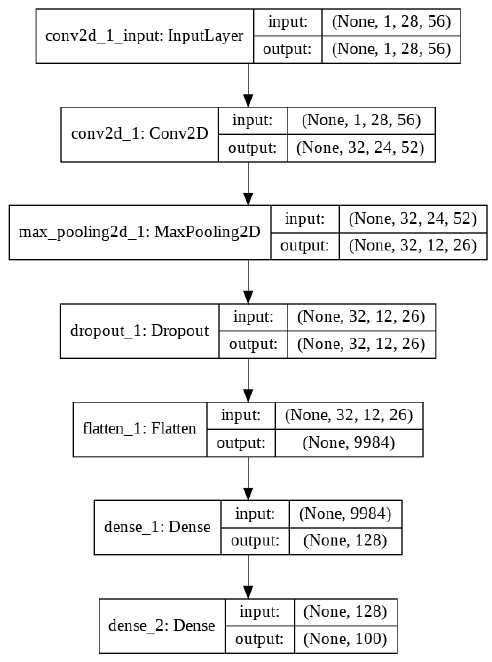 conv2d_1_input: InputLayer
input: (None, 1, 28, 56)
output: (None, 1, 28, 56)
conv2d_1: Conv2D
input: (None, 1, 28, 56)
output: (None, 32, 24, 52)
max_pooling2d_1: MaxPooling2D
input: (None, 32, 24, 52)
output: (None, 32, 12, 26)
dropout_1: Dropout
input: (None, 32, 12, 26)
output: (None, 32, 12, 26)
flatten_1: Flatten
input: (None, 32, 12, 26)
output: (None, 9984)
dense_1: Dense
input: (None, 9984)
output: (None, 128)
dense_2: Dense
input: (None, 128)
output: (None, 100)